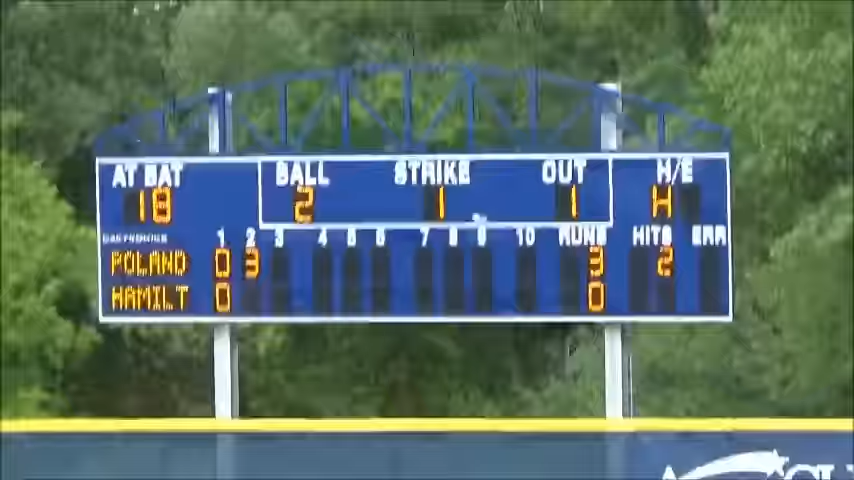 AT BAT BALL STRIKE OUT H/E
18 2 1 1 H
1 2 3 4 5 6 7 8 9 10 RUNS HITS ERR
POLAND 0 3 3 2
HAMILT 0 0